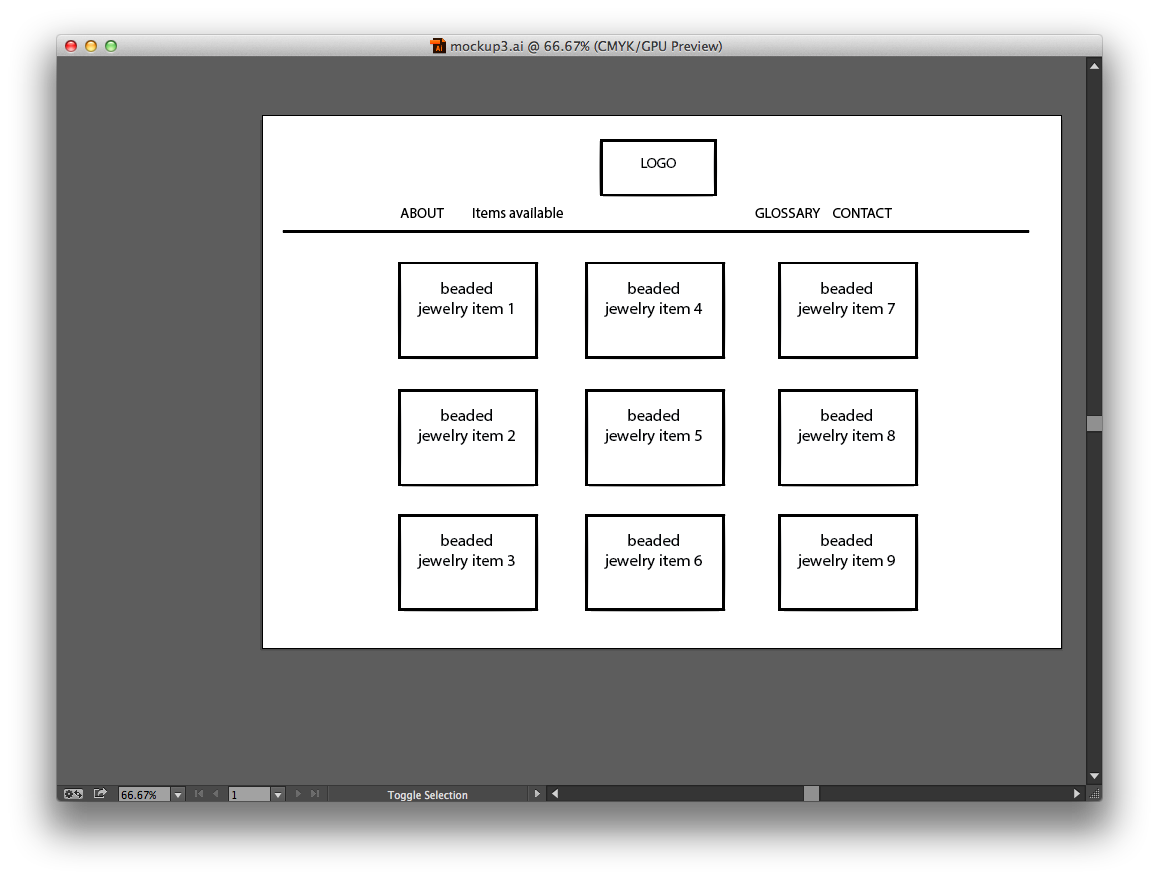 mockup3.ai @ 66.67% (CMYK/GPU Preview)
LOGO
ABOUT Items available GLOSSARY CONTACT
beaded
jewelry item 1
beaded
jewelry item 4
beaded
jewelry item 7
beaded
jewelry item 2
beaded
jewelry item 5
beaded
jewelry item 8
beaded
jewelry item 3
beaded
jewelry item 6
beaded
jewelry item 9
66.67% 1 Toggle Selection